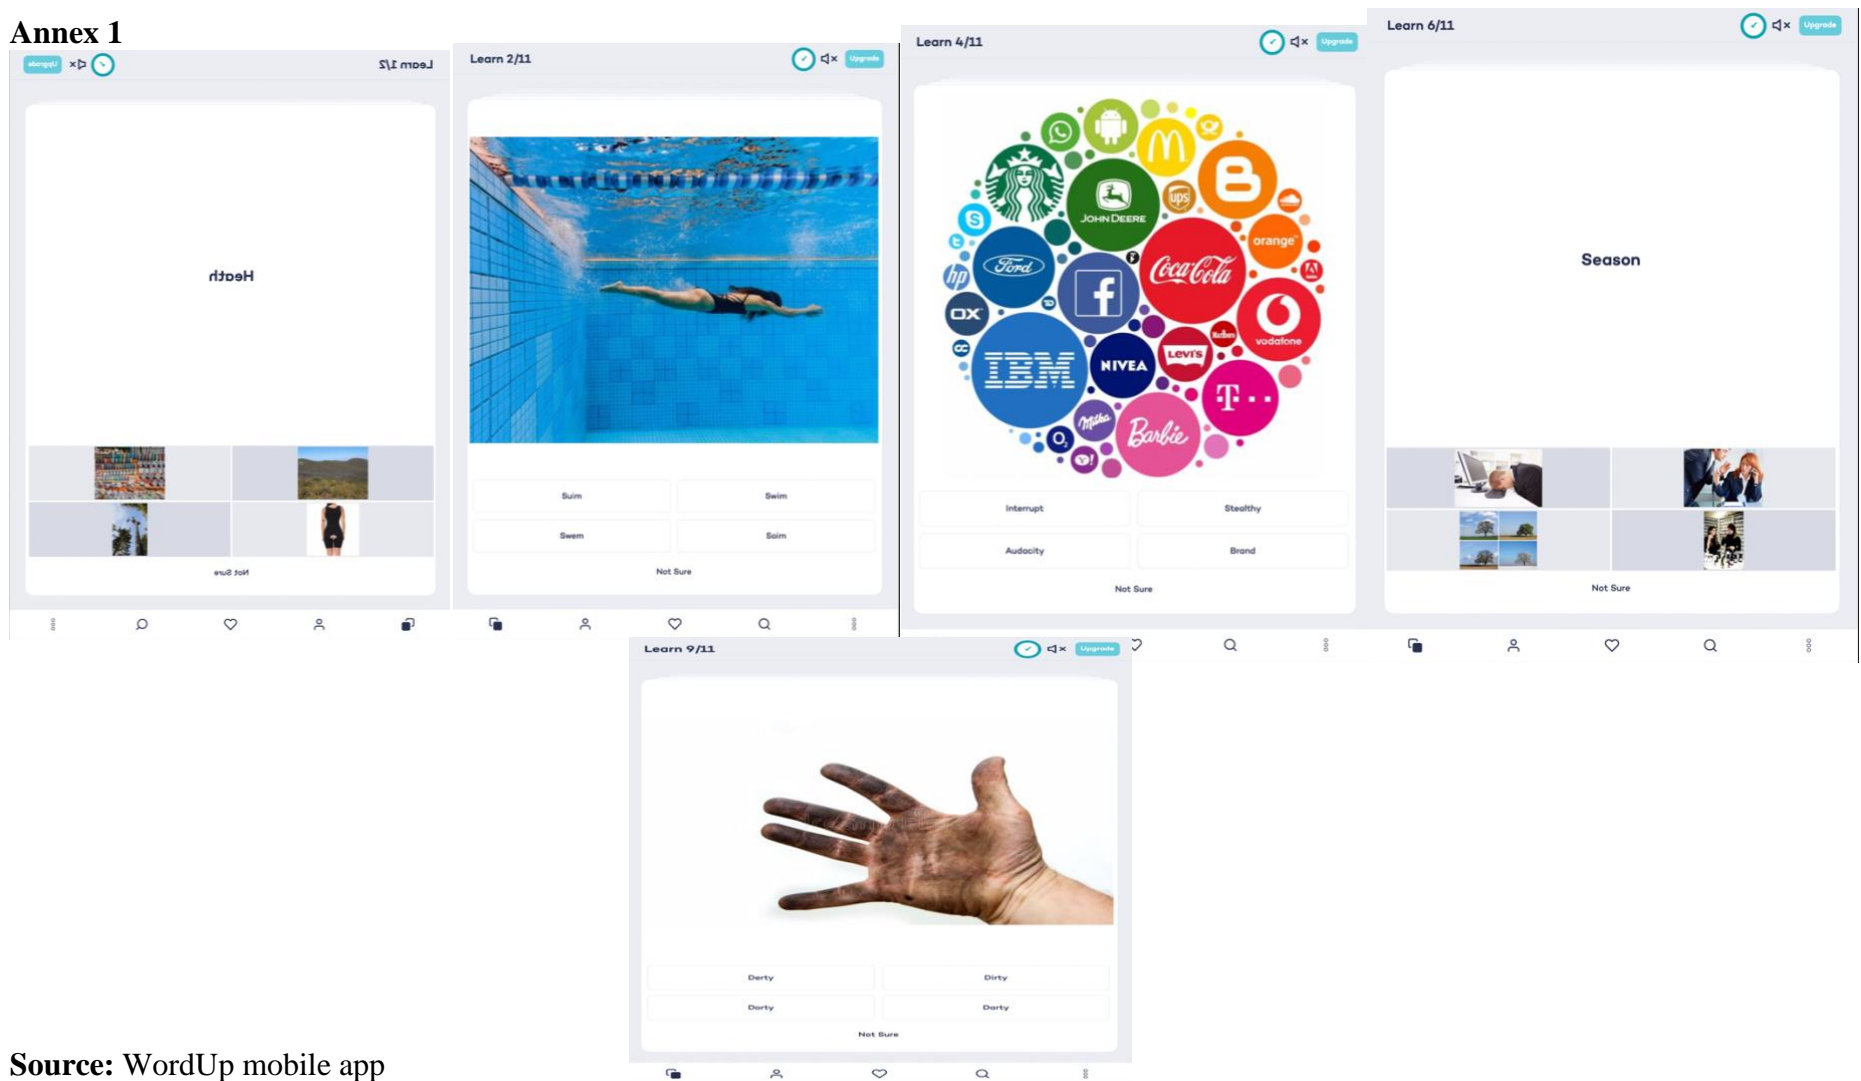 Annex 1
Learn 1/2
Upgrade
Heath
Not Sure
Learn 2/11
Upgrade
Suim
Swim
Swem
Soim
Not Sure
Learn 4/11
Upgrade
JOHN DEERE
ups
B
orange
S
Ford
hp
Coca-Cola
f
OX
vodafone
IBM
NIVEA
LEVI'S
T
Milka
Barbie
O2
Y!
Interrupt
Stealthy
Audacity
Brand
Not Sure
Learn 6/11
Upgrade
Season
Not Sure
Learn 9/11
Upgrade
Derty
Dirty
Dorty
Darty
Not Sure
Source: WordUp mobile app